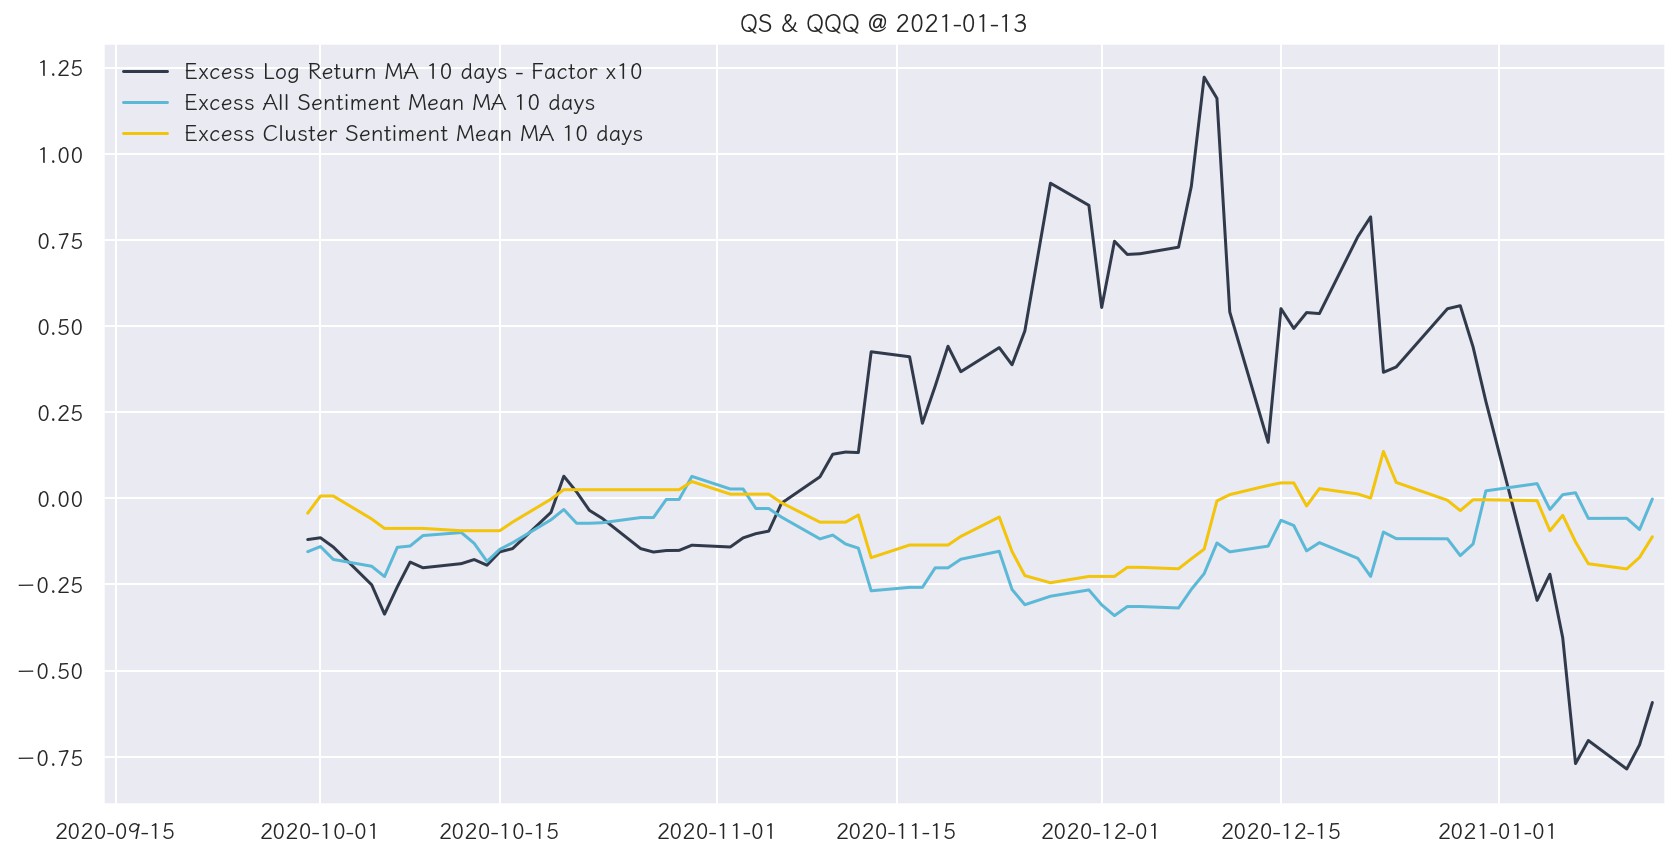 QS & QQQ @ 2021-01-13
Excess Log Return MA 10 days - Factor x10
Excess All Sentiment Mean MA 10 days
Excess Cluster Sentiment Mean MA 10 days
1.25
1.00
0.75
0.50
0.25
0.00
−0.25
−0.50
−0.75
2020-09-15 2020-10-01 2020-10-15 2020-11-01 2020-11-15 2020-12-01 2020-12-15 2021-01-01